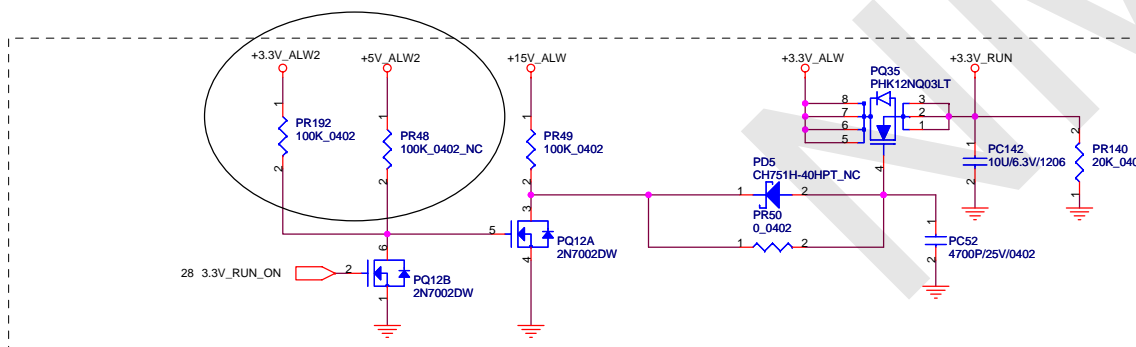 +3.3V_ALW2
+5V_ALW2
+15V_ALW
+3.3V_ALW
+3.3V_RUN
PQ35
PHK12NQ03LT
8
7
6
5
3
2
1
4
1
PR192
100K_0402
2
1
PR48
100K_0402_NC
2
1
PR49
100K_0402
2
1
PC142
10U/6.3V/1206
2
2
PR140
1
PD5
CH751H-40HPT_NC
1
2
PR50
0_0402
1
2
1
PC52
4700P/25V/0402
2
3
5
PQ12A
2N7002DW
4
6
28 3.3V_RUN_ON
2
PQ12B
2N7002DW
1